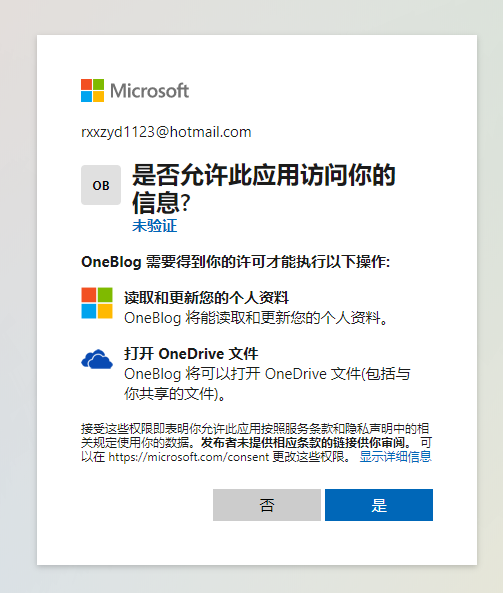 Microsoft
rxxzyd1123@hotmail.com
OB
是否允许此应用访问你的
信息?
未验证
OneBlog 需要得到你的许可才能执行以下操作:
读取和更新您的个人资料
OneBlog 将能读取和更新您的个人资料。
打开 OneDrive 文件
OneBlog 将可以打开 OneDrive 文件(包括与
你共享的文件)。
接受这些权限即表明你允许此应用按照服务条款和隐私声明中的相
关规定使用你的数据。发布者未提供相应条款的链接供你审阅。 可
以在 https://microsoft.com/consent 更改这些权限。 显示详细信息
否
是